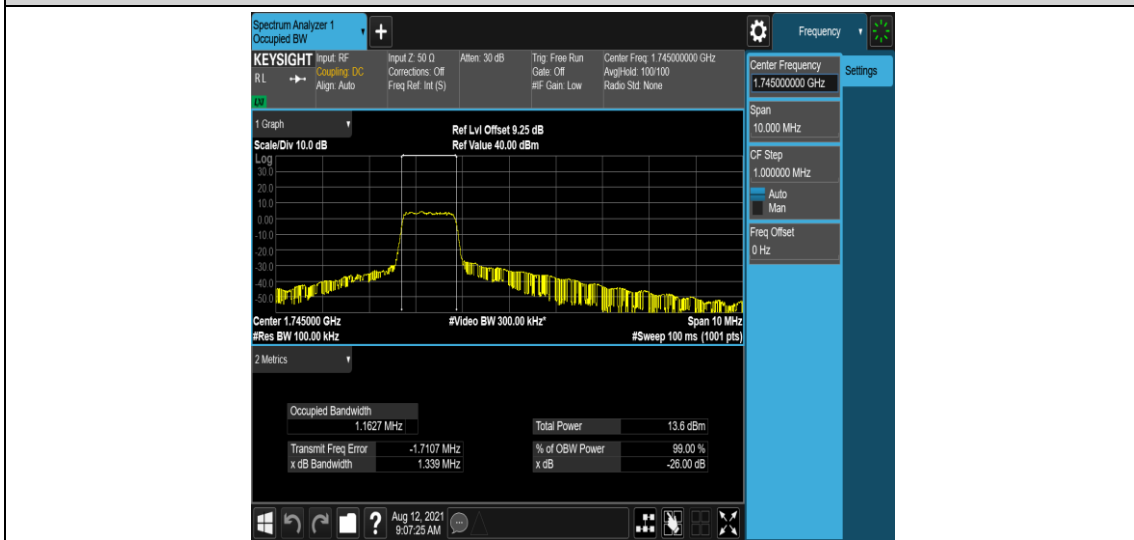 Spectrum Analyzer 1
Occupied BW
+
Frequency
KEYSIGHT
RL
LXI
Input: RF
Coupling: DC
Align: Auto
Input Z: 50 Ω
Corrections: Off
Freq Ref: Int (S)
Atten: 30 dB
Trig: Free Run
Gate: Off
#IF Gain: Low
Center Freq: 1.745000000 GHz
Avg|Hold: 100/100
Radio Std: None
Center Frequency
1.745000000 GHz
Settings
Span
10.000 MHz
CF Step
1.000000 MHz
Auto
Man
Freq Offset
0 Hz
1 Graph
Scale/Div 10.0 dB
Ref Lvl Offset 9.25 dB
Ref Value 40.00 dBm
Log
30.0
20.0
10.0
0.00
-10.0
-20.0
-30.0
-40.0
-50.0
Center 1.745000 GHz
#Video BW 300.00 kHz*
Span 10 MHz
#Res BW 100.00 kHz
#Sweep 100 ms (1001 pts)
2 Metrics
Occupied Bandwidth
1.1627 MHz
Total Power 13.6 dBm
Transmit Freq Error -1.7107 MHz
% of OBW Power 99.00 %
x dB Bandwidth 1.339 MHz
x dB -26.00 dB
?
Aug 12, 2021
9:07:25 AM